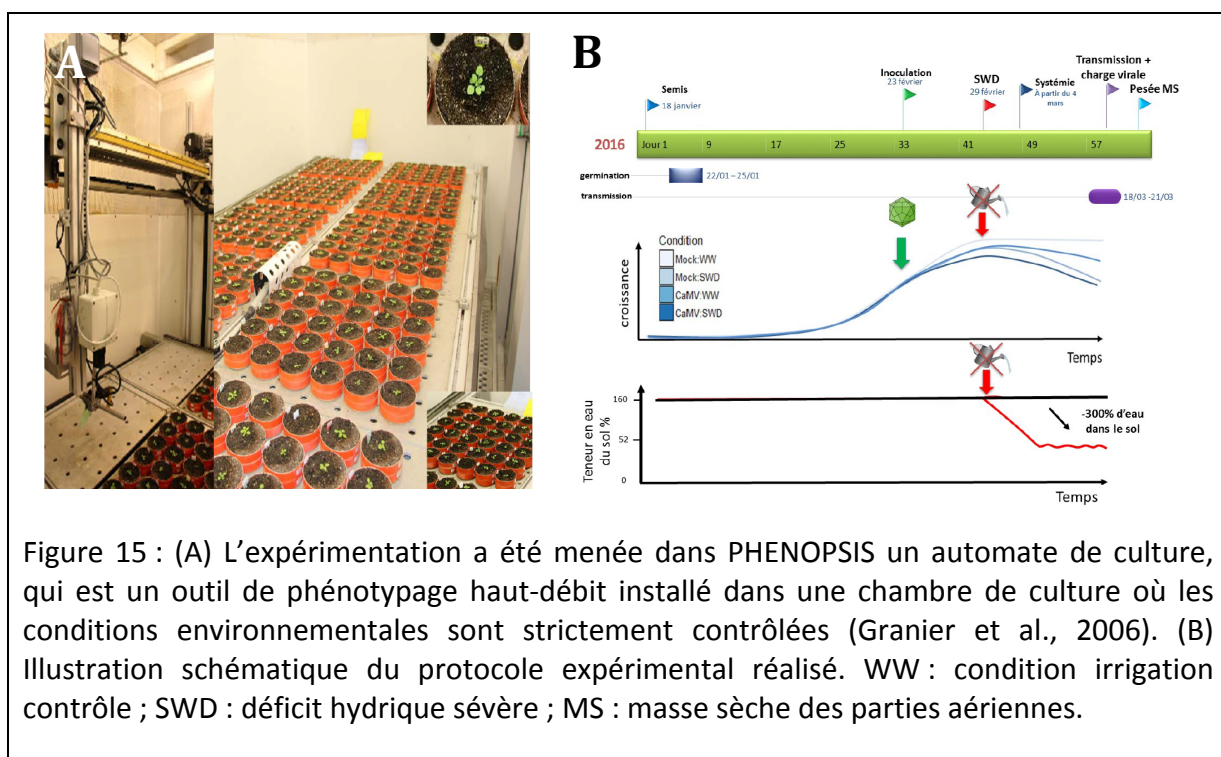 A
B
Semis
18 janvier
Inoculation
23 février
SWD
29 février
Systémie
À partir du 4
mars
Transmission +
charge virale
Pesée MS
2016
Jour 1
9
17
25
33
41
49
57
germination
22/01 – 25/01
transmission
18/03 -21/03
croissance
Condition
Mock:WW
Mock:SWD
CaMV:WW
CaMV:SWD
Temps
Teneur en eau
du sol %
160
52
0
-300% d'eau
dans le sol
Temps
Figure 15 : (A) L'expérimentation a été menée dans PHENOPSIS un automate de culture,
qui est un outil de phénotypage haut-débit installé dans une chambre de culture où les
conditions environnementales sont strictement contrôlées (Granier et al., 2006). (B)
Illustration schématique du protocole expérimental réalisé. WW : condition irrigation
contrôle ; SWD : déficit hydrique sévère ; MS : masse sèche des parties aériennes.